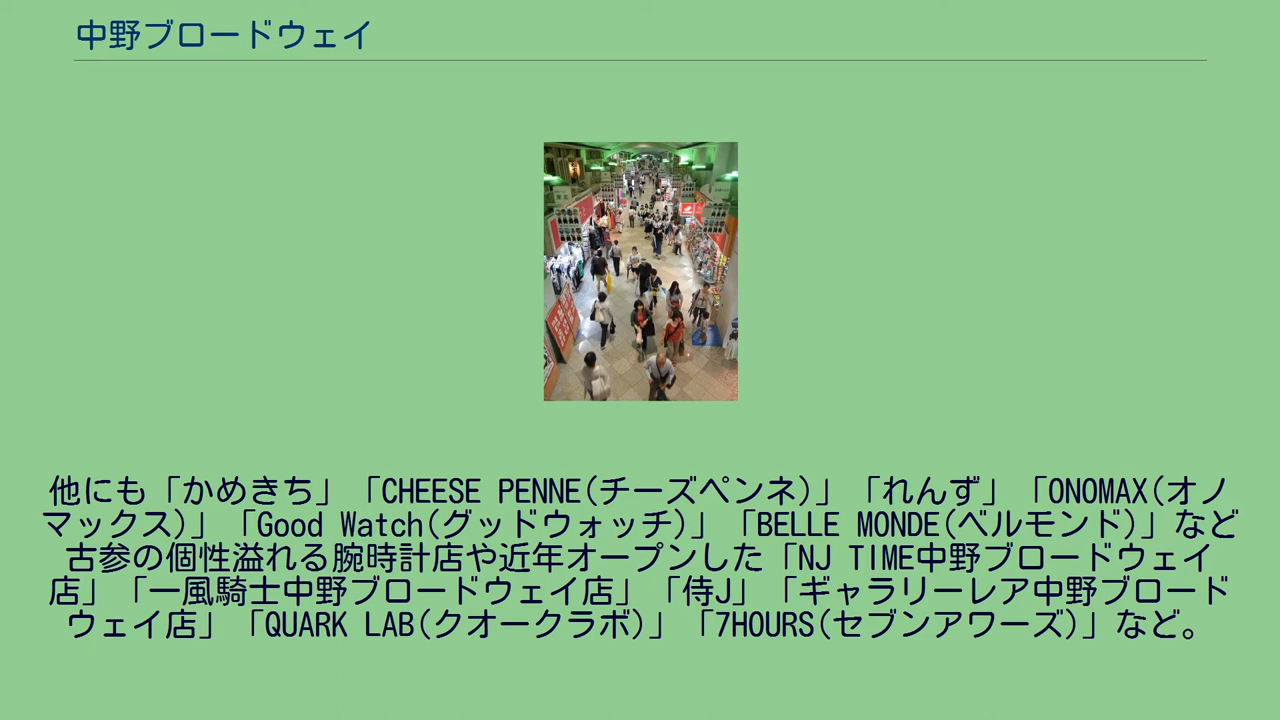 中野ブロードウェイ
他にも「かめきち」「CHEESE PENNE(チーズペンネ)」「れんず」「ONOMAX(オノ
マックス)」「Good Watch(グッドウォッチ)」「BELLE MONDE(ベルモンド)」など
古参の個性溢れる腕時計店や近年オープンした「NJ TIME中野ブロードウェイ
店」「一風騎士中野ブロードウェイ店」「侍J」「ギャラリーレア中野ブロード
ウェイ店」「QUARK LAB(クオークラボ)」「7HOURS(セブンアワーズ)」など。